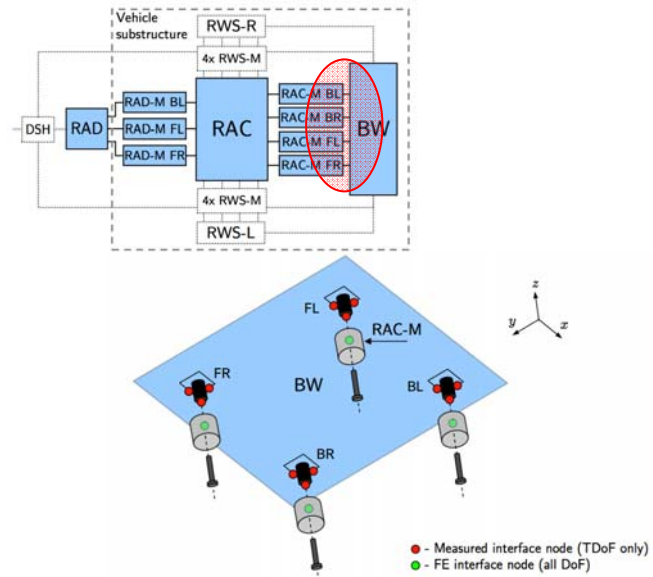 Vehicle
substructure
RWS-R
4x RWS-M
DSH
RAD
RAD-M BL
RAD-M FL
RAD-M FR
RAC
RAC-M BL
RAC-M BR
RAC-M FL
RAC-M FR
BW
4x RWS-M
RWS-L
FL
RAC-M
z
y
x
FR
BW
BL
BR
- Measured interface node (TDoF only)
- FE interface node (all DoF)